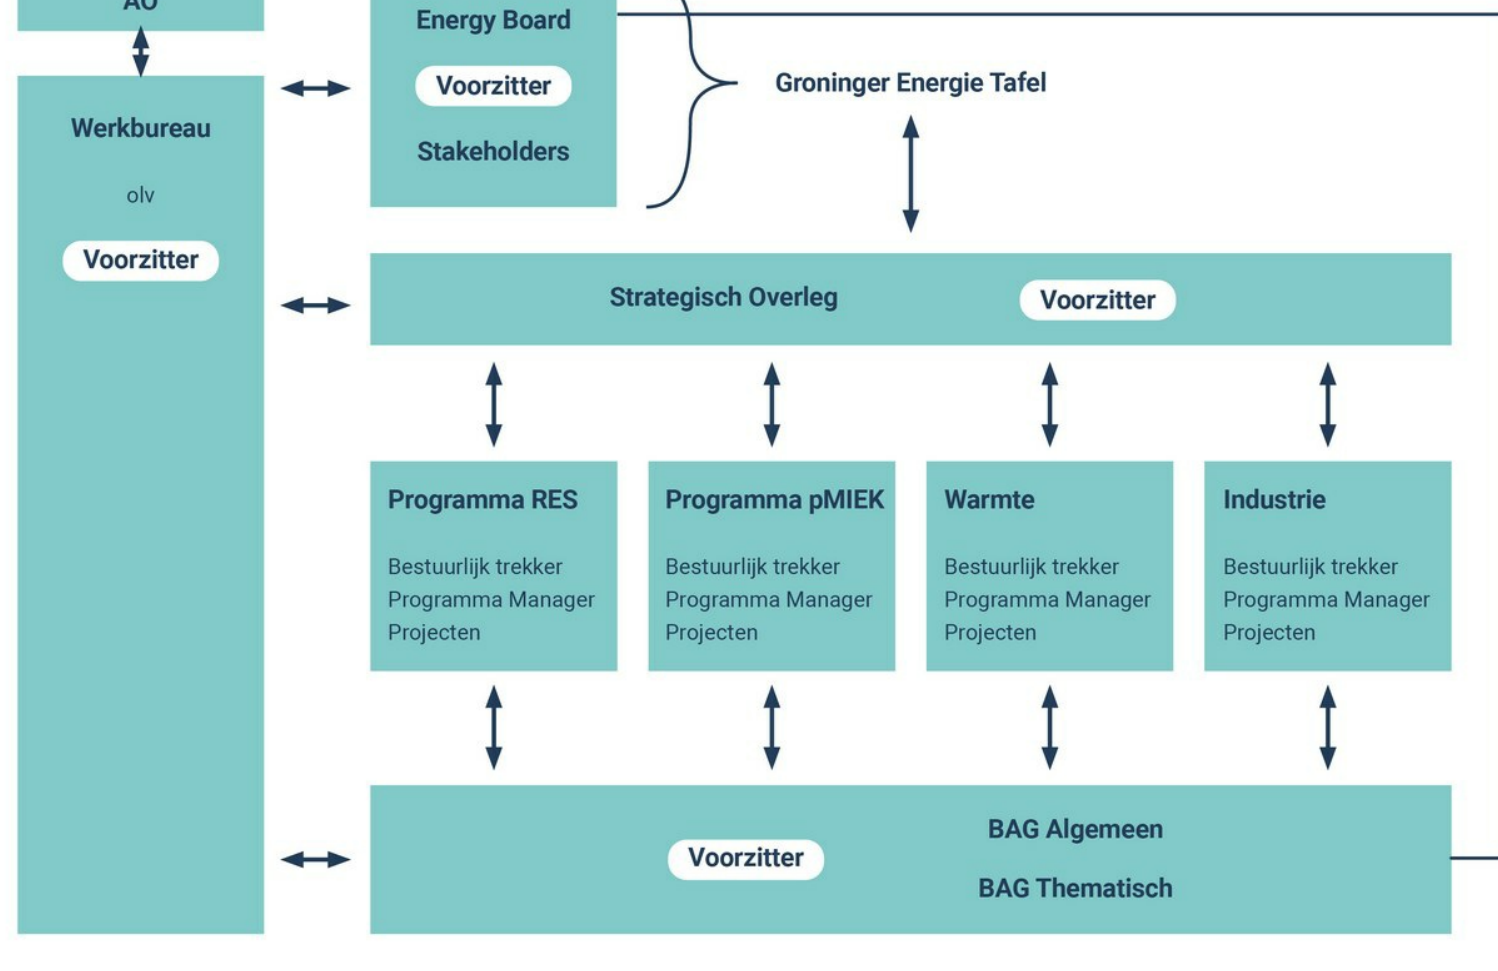 AO
Werkbureau
olv
Voorzitter
Energy Board
Voorzitter
Stakeholders
Groninger Energie Tafel
Strategisch Overleg
Voorzitter
Programma RES
Bestuurlijk trekker
Programma Manager
Projecten
Programma pMIEK
Bestuurlijk trekker
Programma Manager
Projecten
Warmte
Bestuurlijk trekker
Programma Manager
Projecten
Industrie
Bestuurlijk trekker
Programma Manager
Projecten
Voorzitter
BAG Algemeen
BAG Thematisch